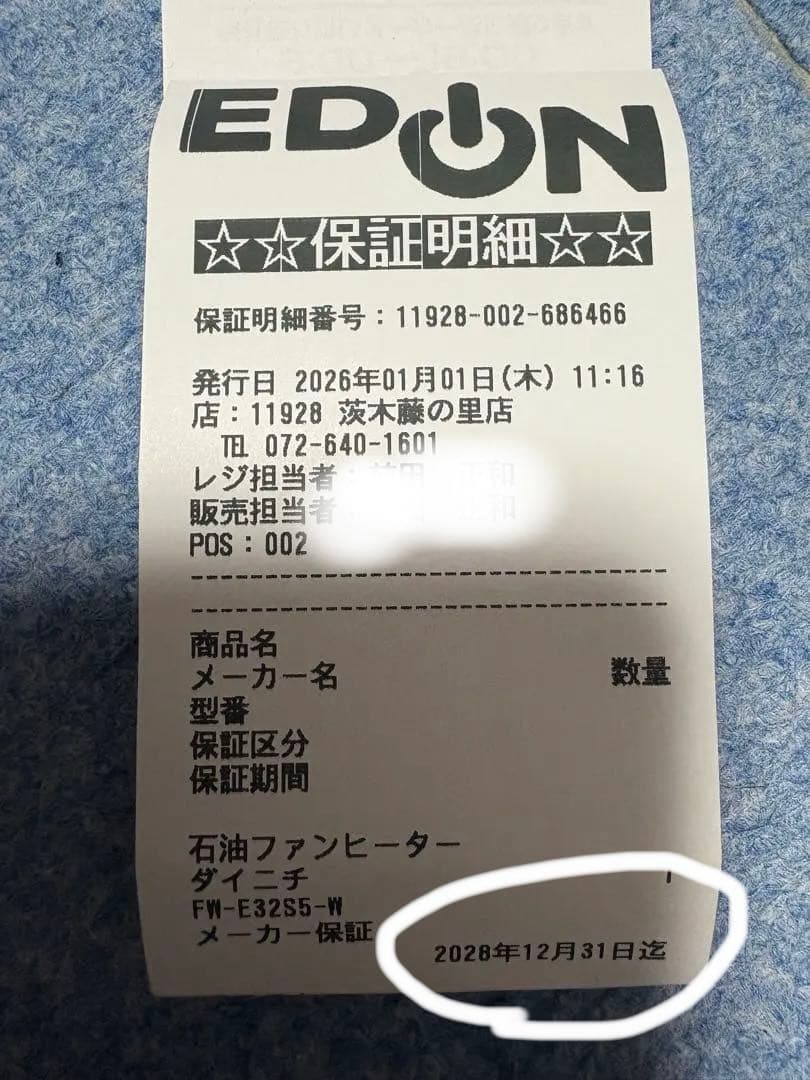 EDION
☆☆保証明細☆☆
保証明細番号：11928-002-686466
発行日 2026年01月01日(木) 11:16
店：11928 茨木藤の里店
℡ 072-640-1601
レジ担当者
販売担当者
POS：002
商品名
メーカー名 数量
型番
保証区分
保証期間
石油ファンヒーター
ダイニチ 1
FW-E32S5-W
メーカー保証
2028年12月31日迄